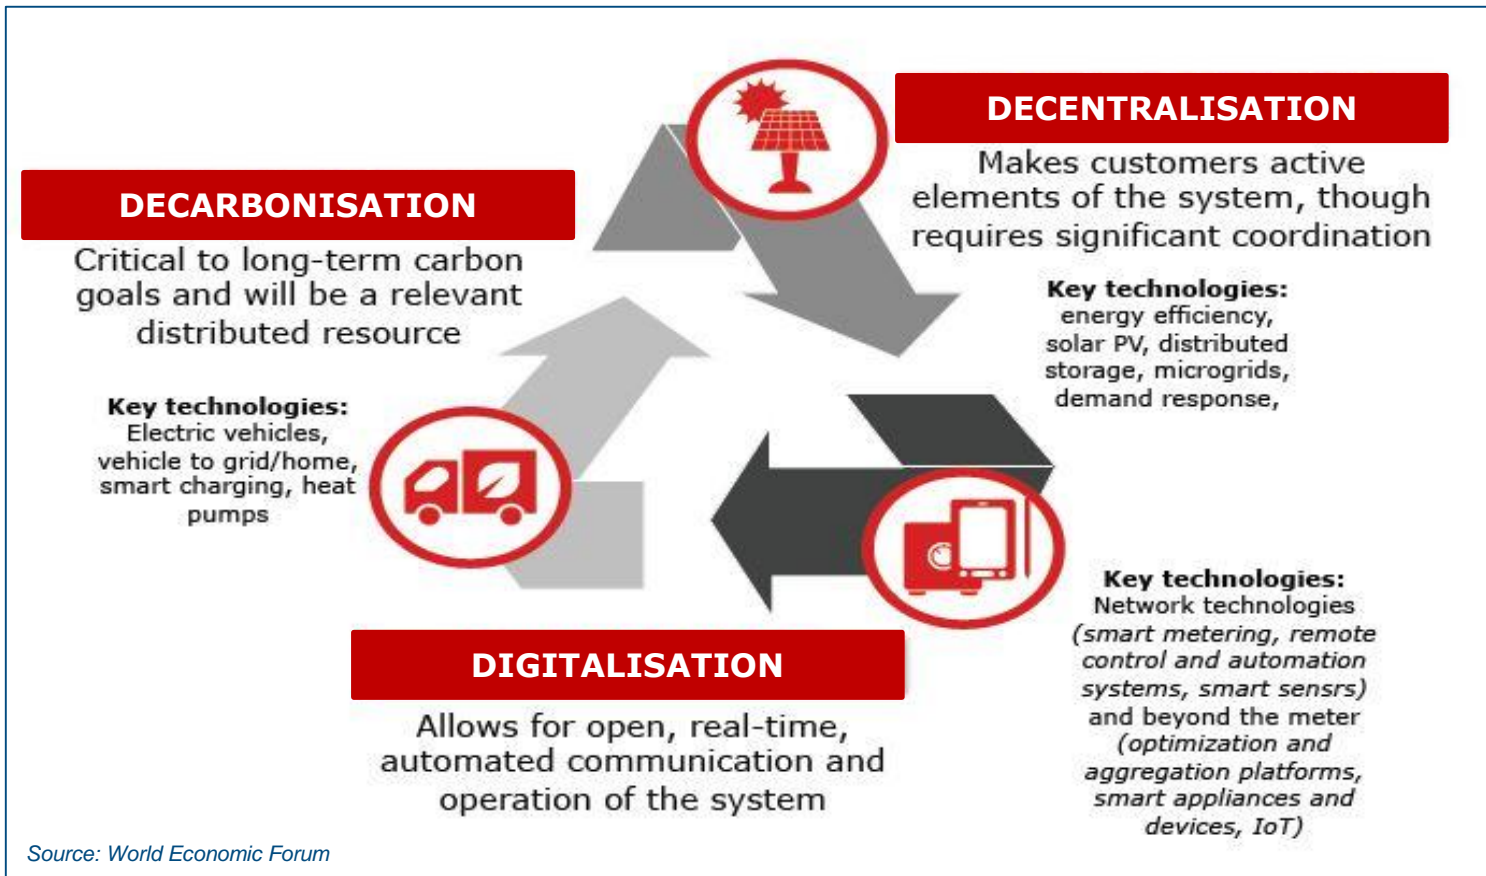 DECENTRALISATION
Makes customers active
elements of the system, though
requires significant coordination
Key technologies:
energy efficiency,
solar PV, distributed
storage, microgrids,
demand response,
DECARBONISATION
Critical to long-term carbon
goals and will be a relevant
distributed resource
Key technologies:
Electric vehicles,
vehicle to grid/home,
smart charging, heat
pumps
DIGITALISATION
Allows for open, real-time,
automated communication and
operation of the system
Key technologies:
Network technologies
(smart metering, remote
control and automation
systems, smart sensrs)
and beyond the meter
(optimization and
aggregation platforms,
smart appliances and
devices, IoT)
Source: World Economic Forum